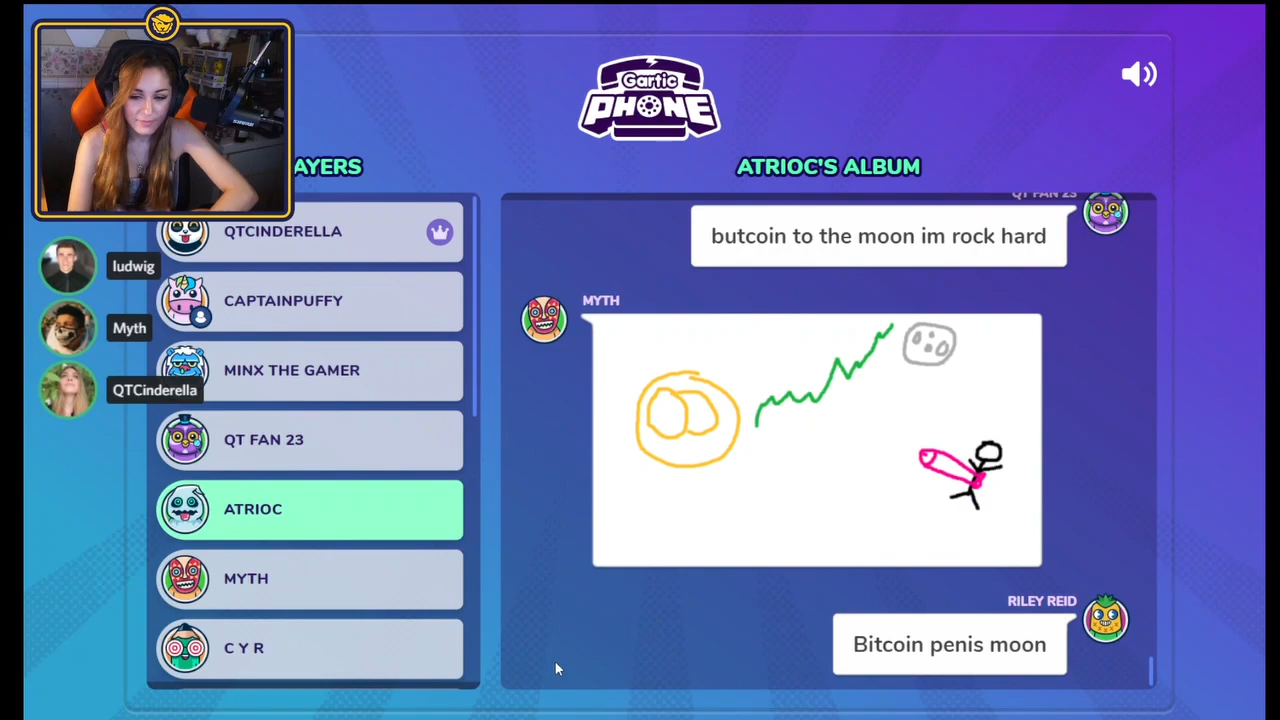 Gartic
PHONE
AYERS
ATRIOC'S ALBUM
QTCINDERELLA
CAPTAINPUFFY
MINX THE GAMER
QT FAN 23
ATRIOC
MYTH
C Y R
ludwig
Myth
QTCinderella
QT FAN 23
butcoin to the moon im rock hard
MYTH
RILEY REID
Bitcoin penis moon